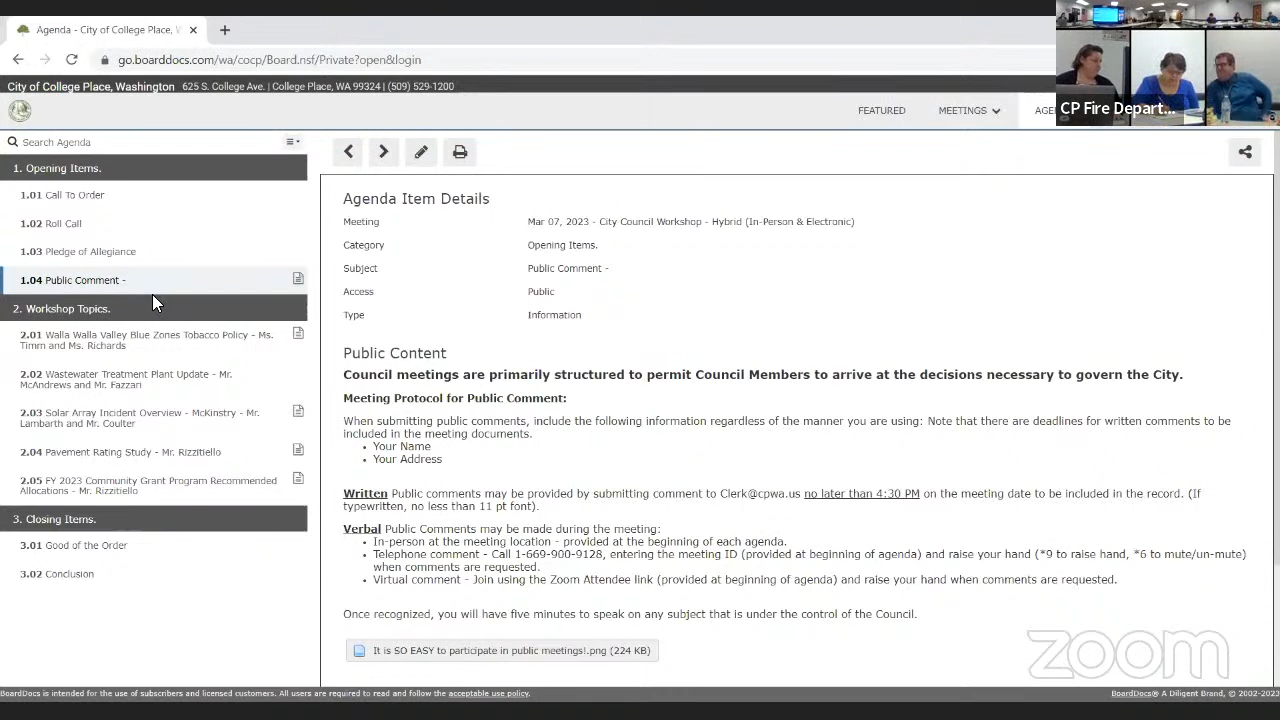 Agenda - City of College Place, V
go.boarddocs.com/wa/cocp/Board.nsf/Private?open&login
City of College Place, Washington 625 S. College Ave. | College Place, WA 99324 | (509) 529-1200
FEATURED MEETINGS
CP Fire Depart...
Search Agenda
1. Opening Items.
1.01 Call To Order
1.02 Roll Call
1.03 Pledge of Allegiance
1.04 Public Comment -
2. Workshop Topics.
2.01 Walla Walla Valley Blue Zones Tobacco Policy - Ms.
Timm and Ms. Richards
2.02 Wastewater Treatment Plant Update - Mr.
McAndrews and Mr. Fazzari
2.03 Solar Array Incident Overview - McKinstry - Mr.
Lambarth and Mr. Coulter
2.04 Pavement Rating Study - Mr. Rizzitiello
2.05 FY 2023 Community Grant Program Recommended
Allocations - Mr. Rizzitiello
3. Closing Items.
3.01 Good of the Order
3.02 Conclusion
Agenda Item Details
Meeting Mar 07, 2023 - City Council Workshop - Hybrid (In-Person & Electronic)
Category Opening Items.
Subject Public Comment -
Access Public
Type Information
Public Content
Council meetings are primarily structured to permit Council Members to arrive at the decisions necessary to govern the City.
Meeting Protocol for Public Comment:
When submitting public comments, include the following information regardless of the manner you are using: Note that there are deadlines for written comments to be
included in the meeting documents.
• Your Name
• Your Address
Written Public comments may be provided by submitting comment to Clerk@cpwa.us no later than 4:30 PM on the meeting date to be included in the record. (If
typewritten, no less than 11 pt font).
Verbal Public Comments may be made during the meeting:
• In-person at the meeting location - provided at the beginning of each agenda.
• Telephone comment - Call 1-669-900-9128, entering the meeting ID (provided at beginning of agenda) and raise your hand (*9 to raise hand, *6 to mute/un-mute)
when comments are requested.
• Virtual comment - Join using the Zoom Attendee link (provided at beginning of agenda) and raise your hand when comments are requested.
Once recognized, you will have five minutes to speak on any subject that is under the control of the Council.
It is SO EASY to participate in public meetings!.png (224 KB)
zoom
BoardDocs is intended for the use of subscribers and licensed customers. All users are required to read and follow the acceptable use policy.
BoardDocs® A Diligent Brand, © 2002-2023